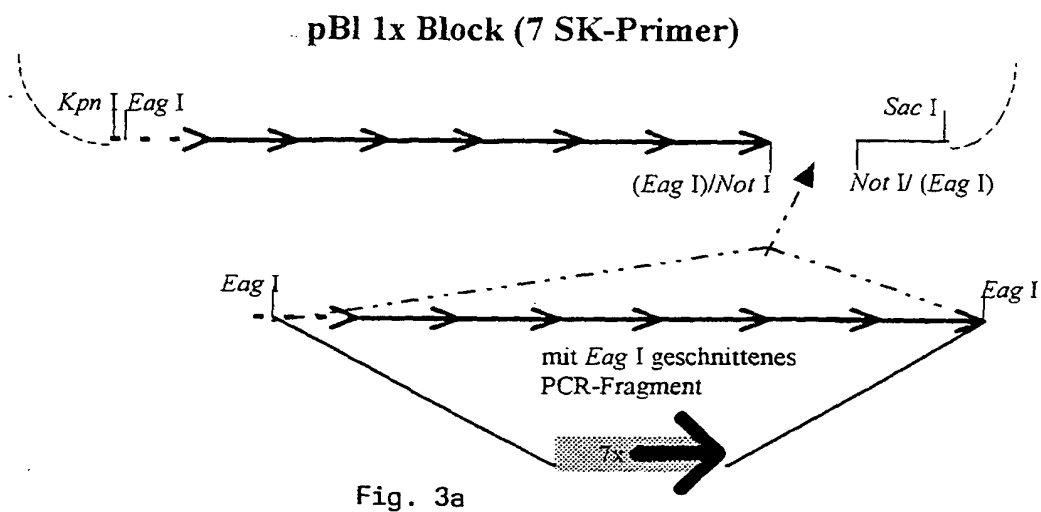 pBl 1x Block (7 SK-Primer)
Kpn I Eag I
Sac I
(Eag I)/Not I
Not I/ (Eag I)
Eag I
Eag I
mit Eag I geschnittenes
PCR-Fragment
7x
Fig. 3a